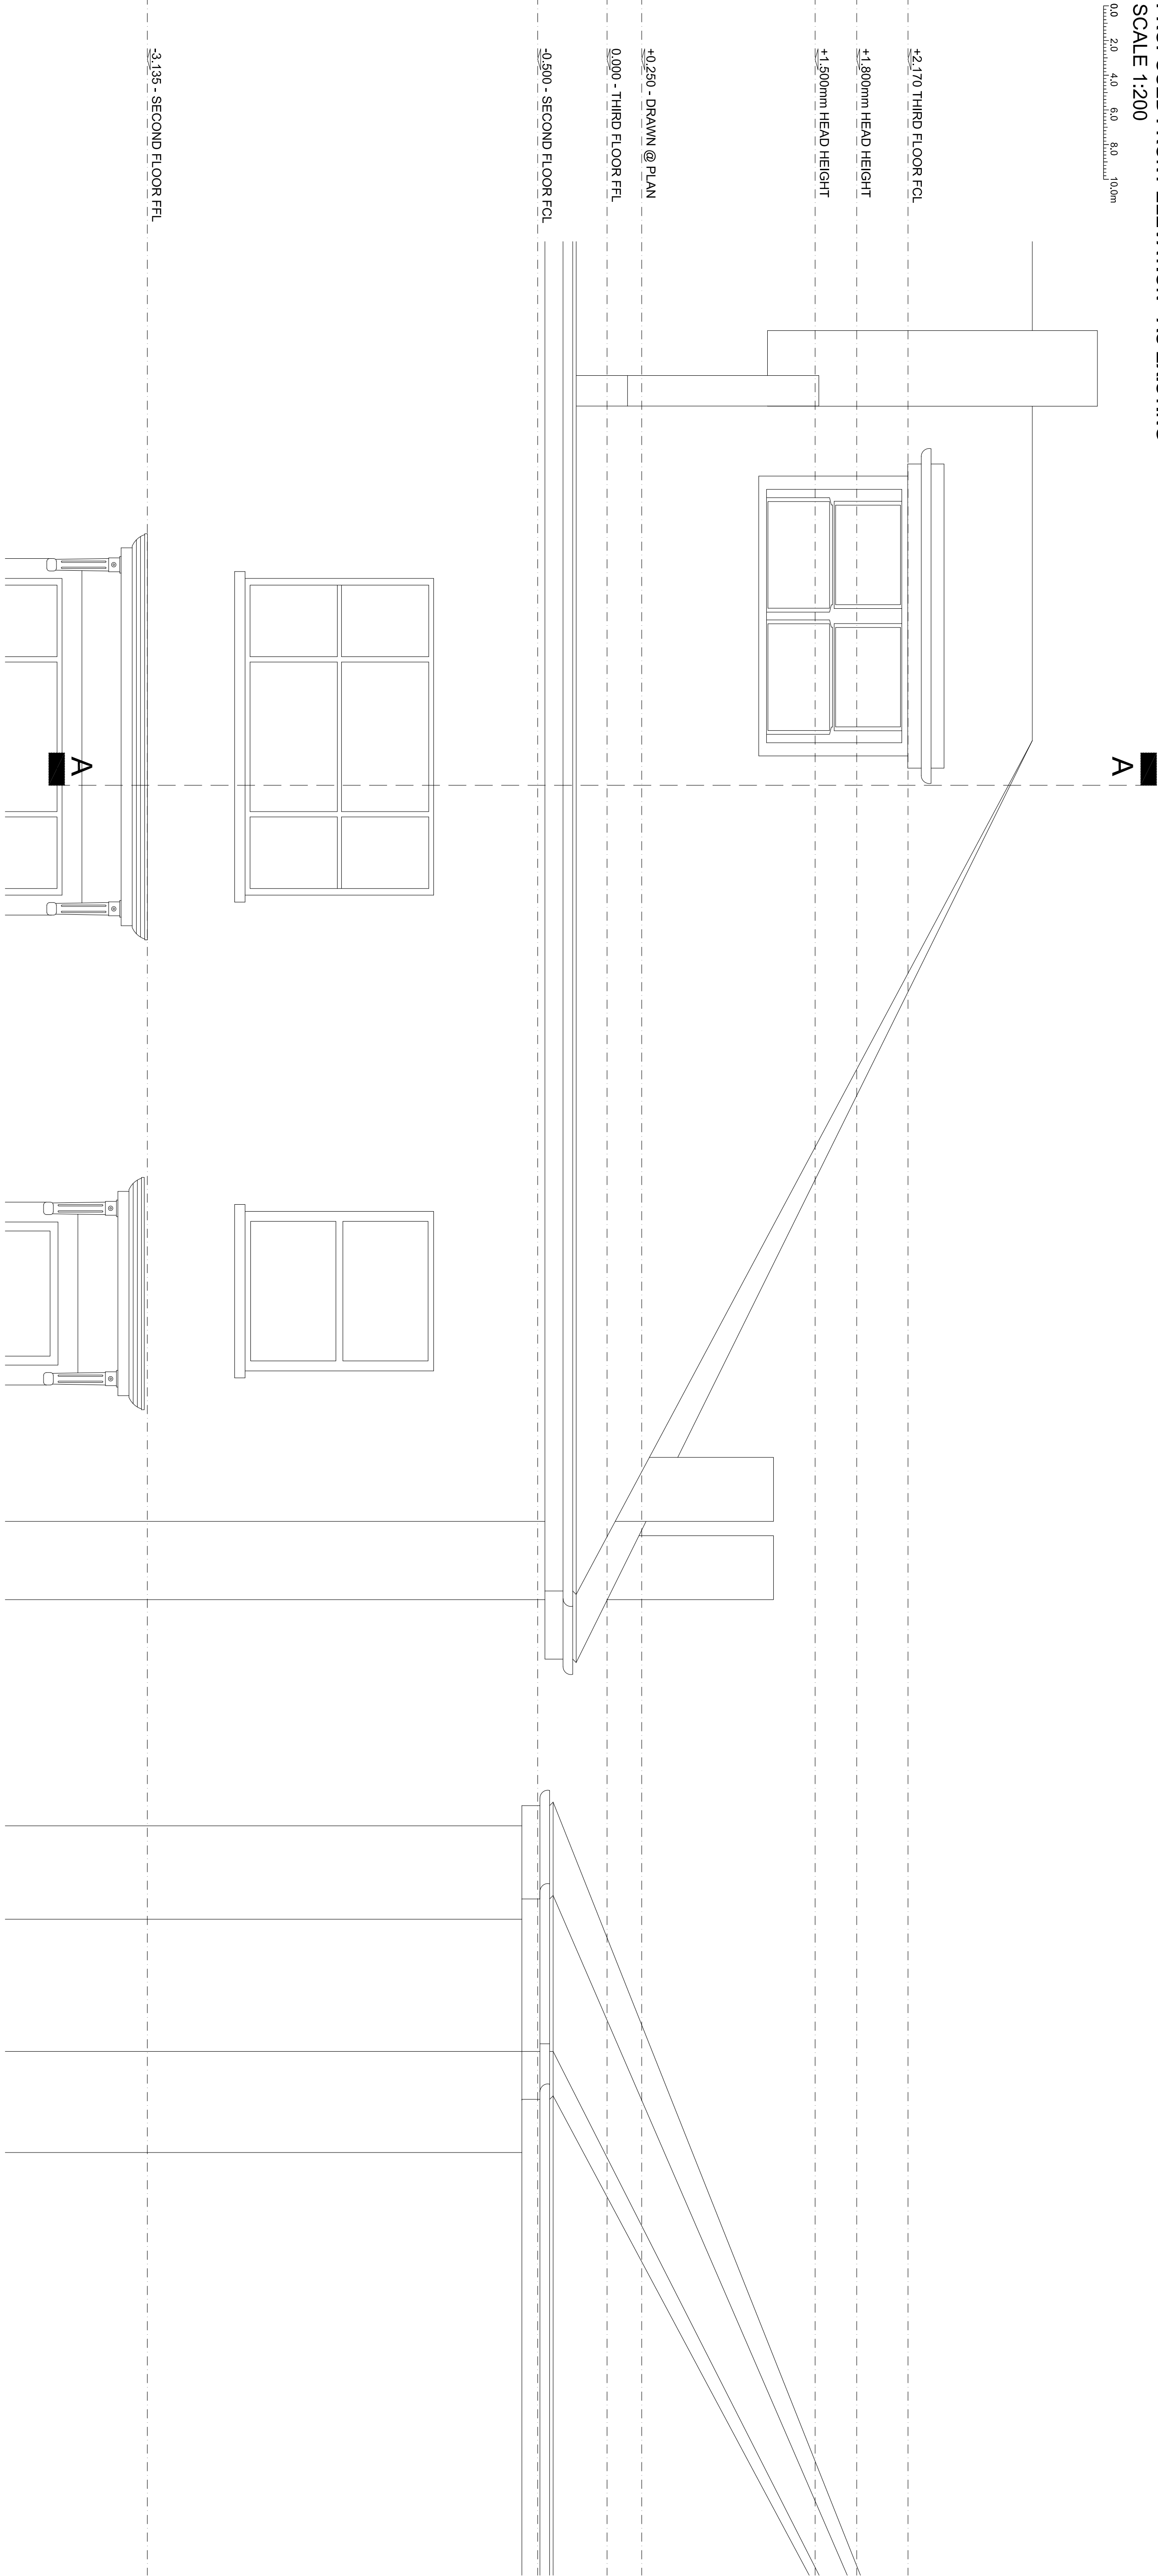 SCALE 1:200
0.0 2.0 4.0 6.0 8.0 10.0m
A
+2.170 THIRD FLOOR FCL
+1.800mm HEAD HEIGHT
+1.500mm HEAD HEIGHT
+0.250 - DRAWN @ PLAN
0.000 - THIRD FLOOR FFL
-0.500 - SECOND FLOOR FCL
-3.135 - SECOND FLOOR FFL
A